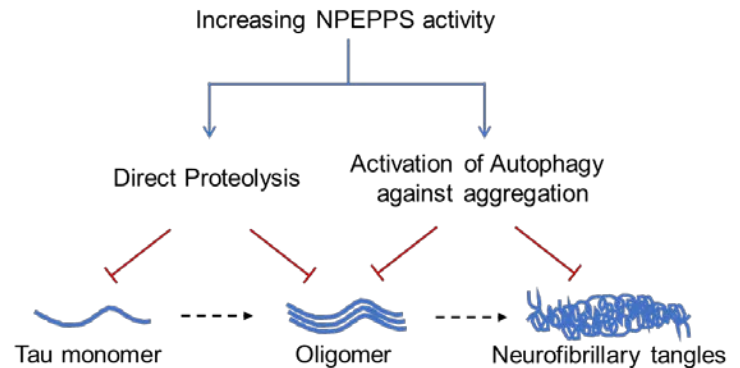 Increasing NPEPPS activity
Direct Proteolysis
Activation of Autophagy
against aggregation
Tau monomer
Oligomer
Neurofibrillary tangles